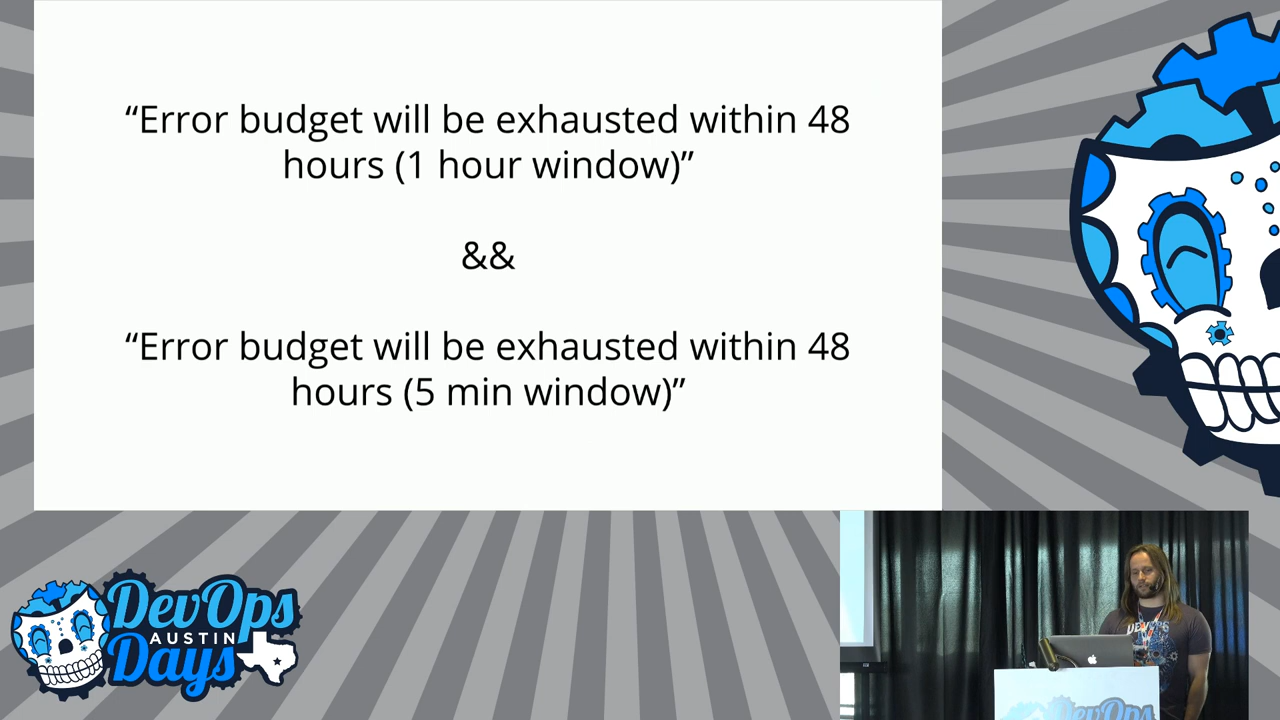 “Error budget will be exhausted within 48
hours (1 hour window)”
&&
“Error budget will be exhausted within 48
hours (5 min window)”
DevOps
AUSTIN
Days
DevOps